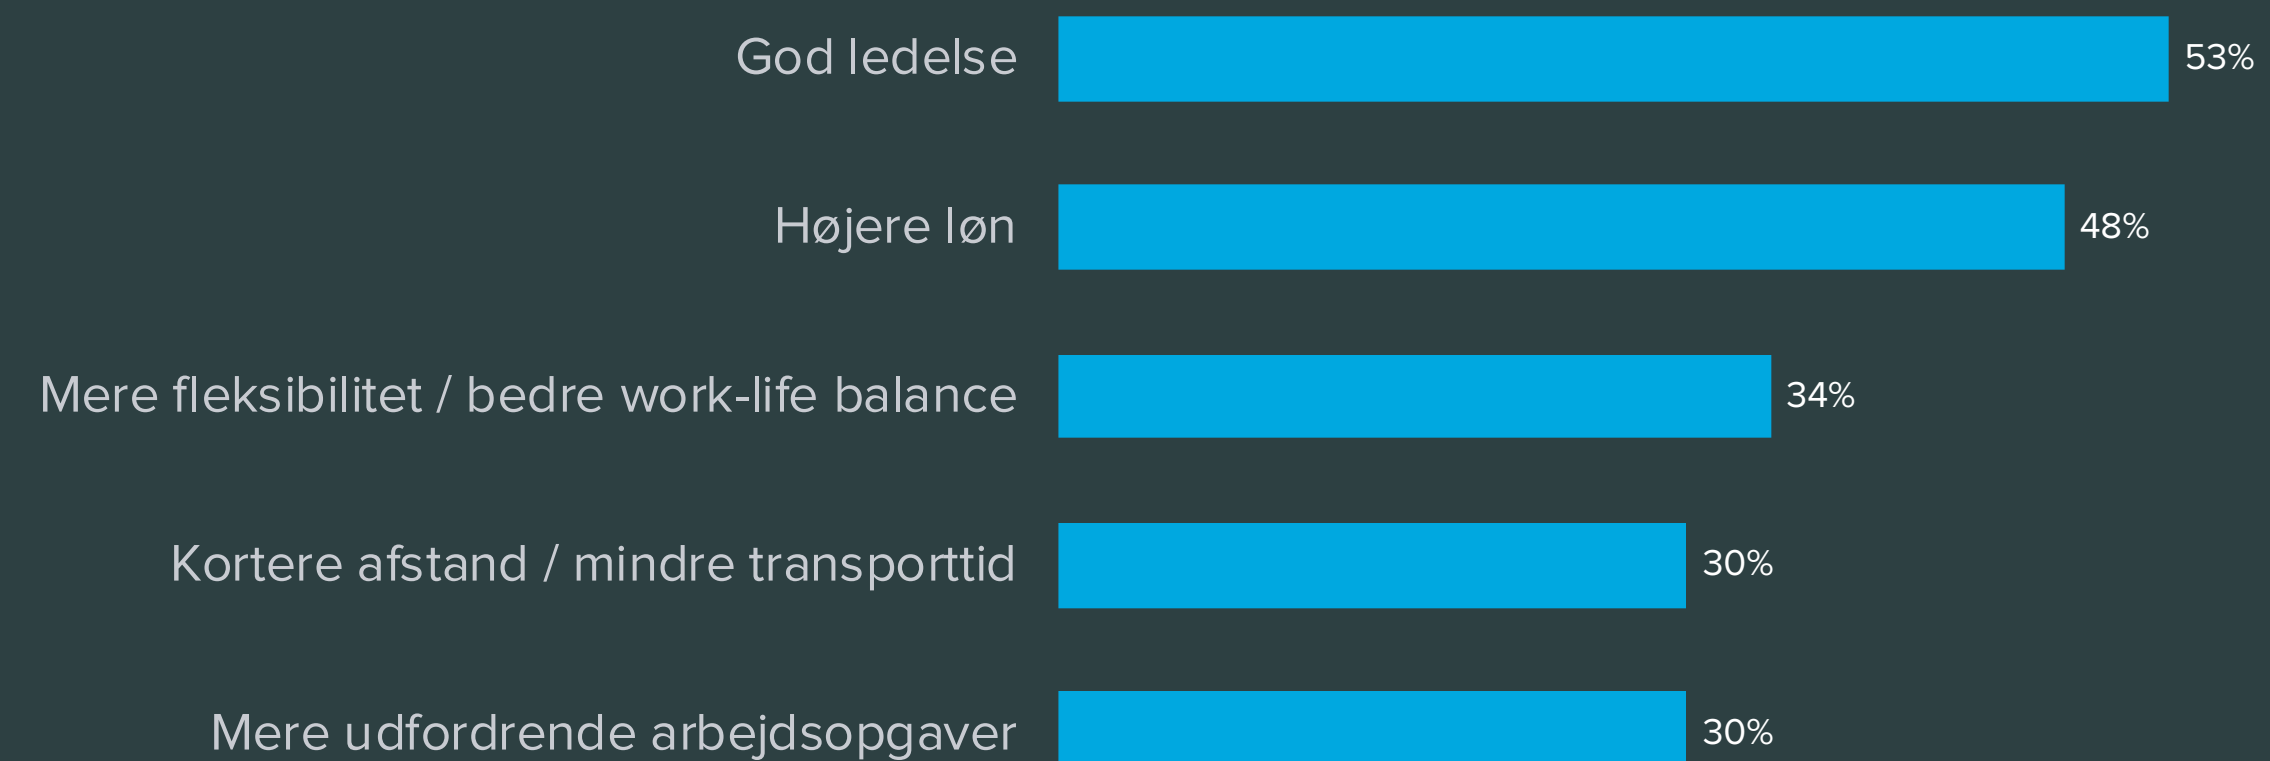 God ledelse 53%
Højere løn 48%
Mere fleksibilitet / bedre work-life balance 34%
Kortere afstand / mindre transporttid 30%
Mere udfordrende arbejdsopgaver 30%